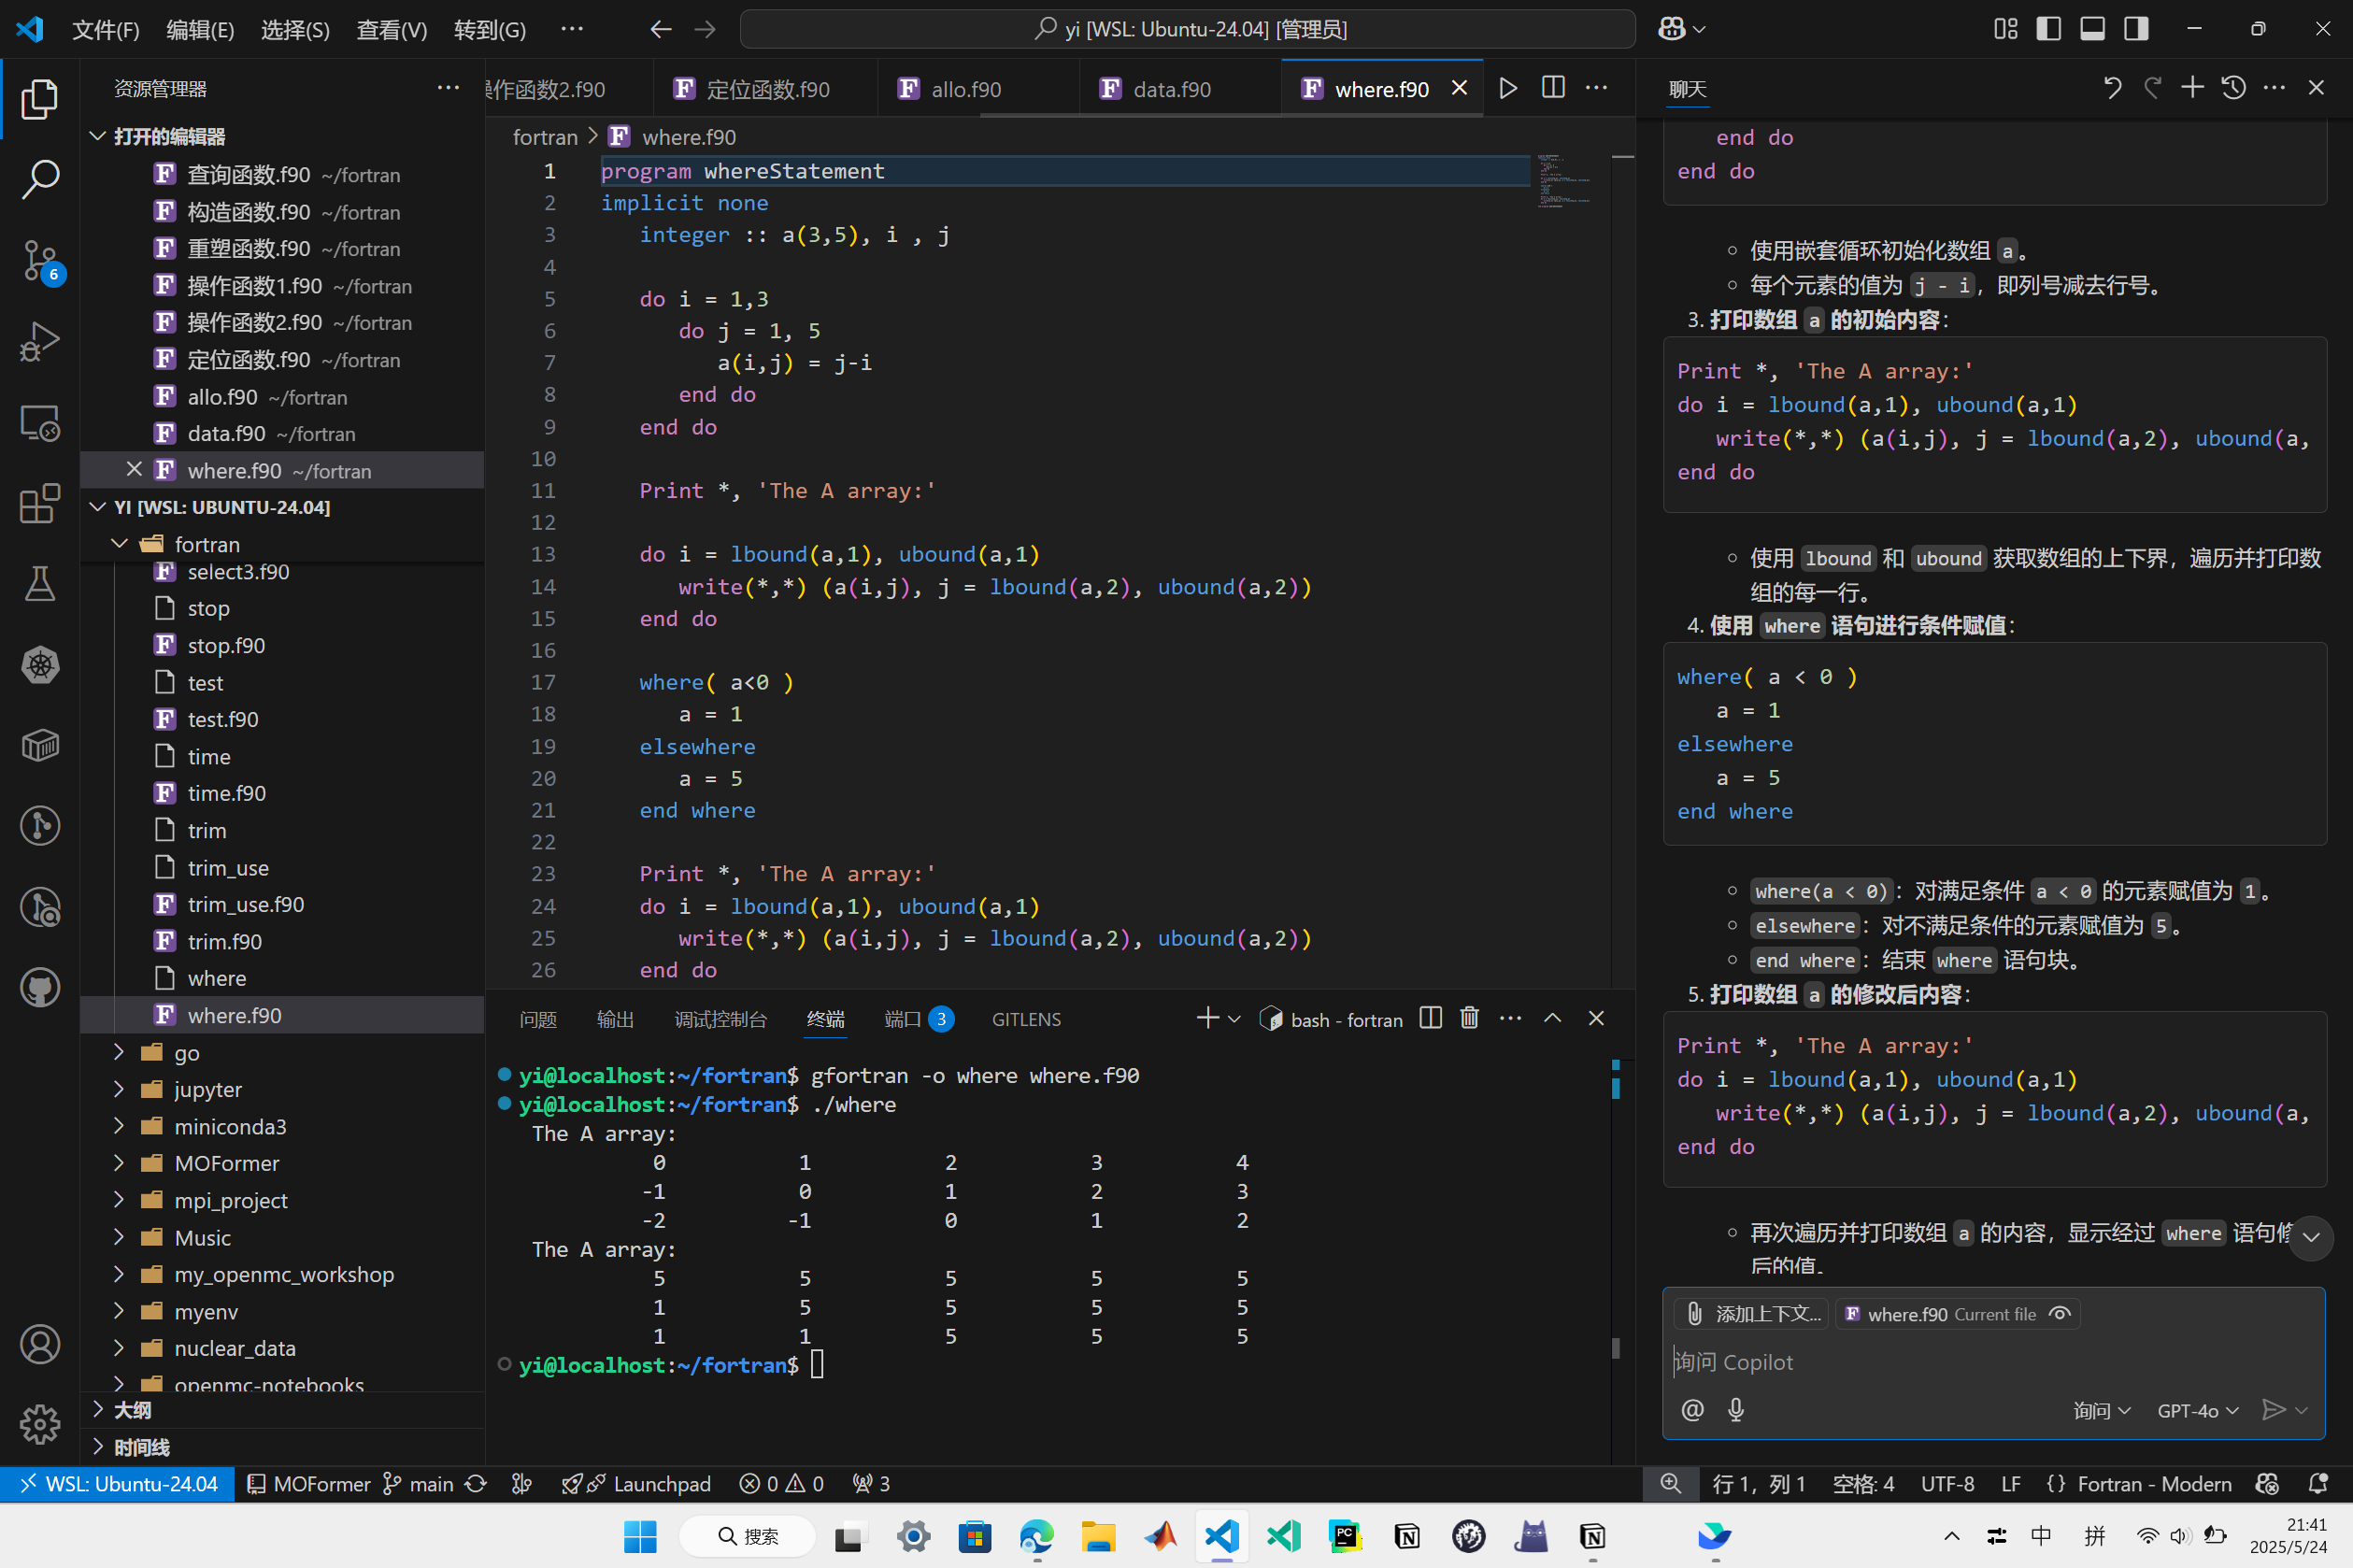 文件(F) 编辑(E) 选择(S) 查看(V) 转到(G) ···
yi [WSL: Ubuntu-24.04] [管理员]
资源管理器
打开的编辑器
查询函数.f90 ~/fortran
构造函数.f90 ~/fortran
重塑函数.f90 ~/fortran
操作函数1.f90 ~/fortran
操作函数2.f90 ~/fortran
定位函数.f90 ~/fortran
allo.f90 ~/fortran
data.f90 ~/fortran
where.f90 ~/fortran
YI [WSL: UBUNTU-24.04]
fortran
select3.f90
stop
stop.f90
test
test.f90
time
time.f90
trim
trim_use
trim_use.f90
trim.f90
where
where.f90
go
jupyter
miniconda3
MOFormer
mpi_project
Music
my_openmc_workshop
myenv
nuclear_data
openmc-notebooks
大纲
时间线
6
操作函数2.f90 定位函数.f90 allo.f90 data.f90 where.f90
fortran > where.f90
1 program whereStatement
2 implicit none
3 integer :: a(3,5), i , j
4
5 do i = 1,3
6 do j = 1, 5
7 a(i,j) = j-i
8 end do
9 end do
10
11 Print *, 'The A array:'
12
13 do i = lbound(a,1), ubound(a,1)
14 write(*,*) (a(i,j), j = lbound(a,2), ubound(a,2))
15 end do
16
17 where( a<0 )
18 a = 1
19 elsewhere
20 a = 5
21 end where
22
23 Print *, 'The A array:'
24 do i = lbound(a,1), ubound(a,1)
25 write(*,*) (a(i,j), j = lbound(a,2), ubound(a,2))
26 end do
问题 输出 调试控制台 终端 端口 3 GITLENS
bash - fortran
yi@localhost:~/fortran$ gfortran -o where where.f90
yi@localhost:~/fortran$ ./where
The A array:
0 1 2 3 4
-1 0 1 2 3
-2 -1 0 1 2
The A array:
5 5 5 5 5
1 5 5 5 5
1 1 5 5 5
yi@localhost:~/fortran$
聊天
end do
end do
使用嵌套循环初始化数组 a。
每个元素的值为 j - i，即列号减去行号。
3. 打印数组 a 的初始内容：
Print *, 'The A array:'
do i = lbound(a,1), ubound(a,1)
write(*,*) (a(i,j), j = lbound(a,2), ubound(a,
end do
使用 lbound 和 ubound 获取数组的上下界，遍历并打印数
组的每一行。
4. 使用 where 语句进行条件赋值：
where( a < 0 )
a = 1
elsewhere
a = 5
end where
where(a < 0)：对满足条件 a < 0 的元素赋值为 1。
elsewhere：对不满足条件的元素赋值为 5。
end where：结束 where 语句块。
5. 打印数组 a 的修改后内容：
Print *, 'The A array:'
do i = lbound(a,1), ubound(a,1)
write(*,*) (a(i,j), j = lbound(a,2), ubound(a,
end do
再次遍历并打印数组 a 的内容，显示经过 where 语句修
后的值。
添加上下文... where.f90 Current file
询问 Copilot
@ 询问 GPT-4o
WSL: Ubuntu-24.04 MOFormer main Launchpad 0 0 3
行 1，列 1 空格: 4 UTF-8 LF {} Fortran - Modern
搜索
PC
中 拼
21:41
2025/5/24